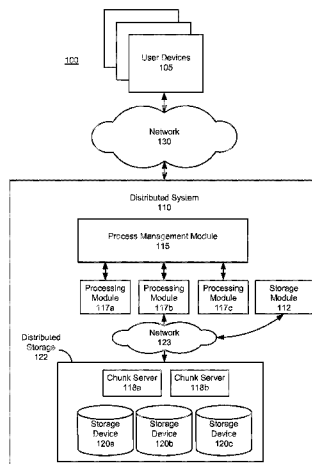 100
User Devices
105
Network
130
Distributed System
110
Process Management Module
115
Processing Module 117a
Processing Module 117b
Processing Module 117c
Storage Module 112
Network
123
Distributed Storage 122
Chunk Server 118a
Chunk Server 118b
Storage Device 120a
Storage Device 120b
Storage Device 120c